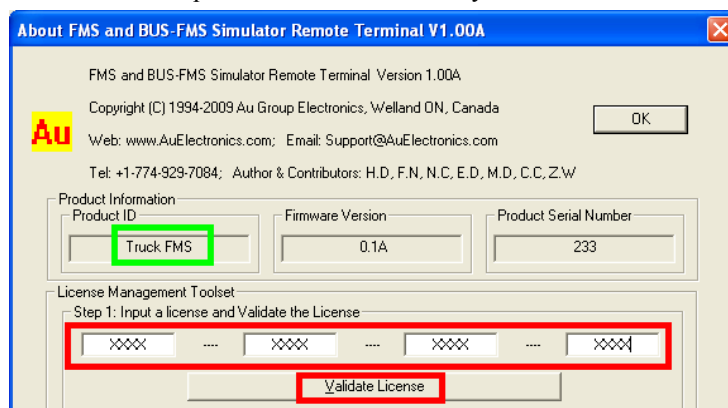 About FMS and BUS-FMS Simulator Remote Terminal V1.00A
FMS and BUS-FMS Simulator Remote Terminal Version 1.00A
Copyright (C) 1994-2009 Au Group Electronics, Welland ON, Canada
OK
Au
Web: www.AuElectronics.com; Email: Support@AuElectronics.com
Tel: +1-774-929-7084; Author & Contributors: H.D, F.N, N.C, E.D, M.D, C.C, Z.W
Product Information
Product ID Firmware Version Product Serial Number
Truck FMS 0.1A 233
License Management Toolset
Step 1: Input a license and Validate the License
XXXX ---- XXXX ---- XXXX ---- XXXX
Validate License